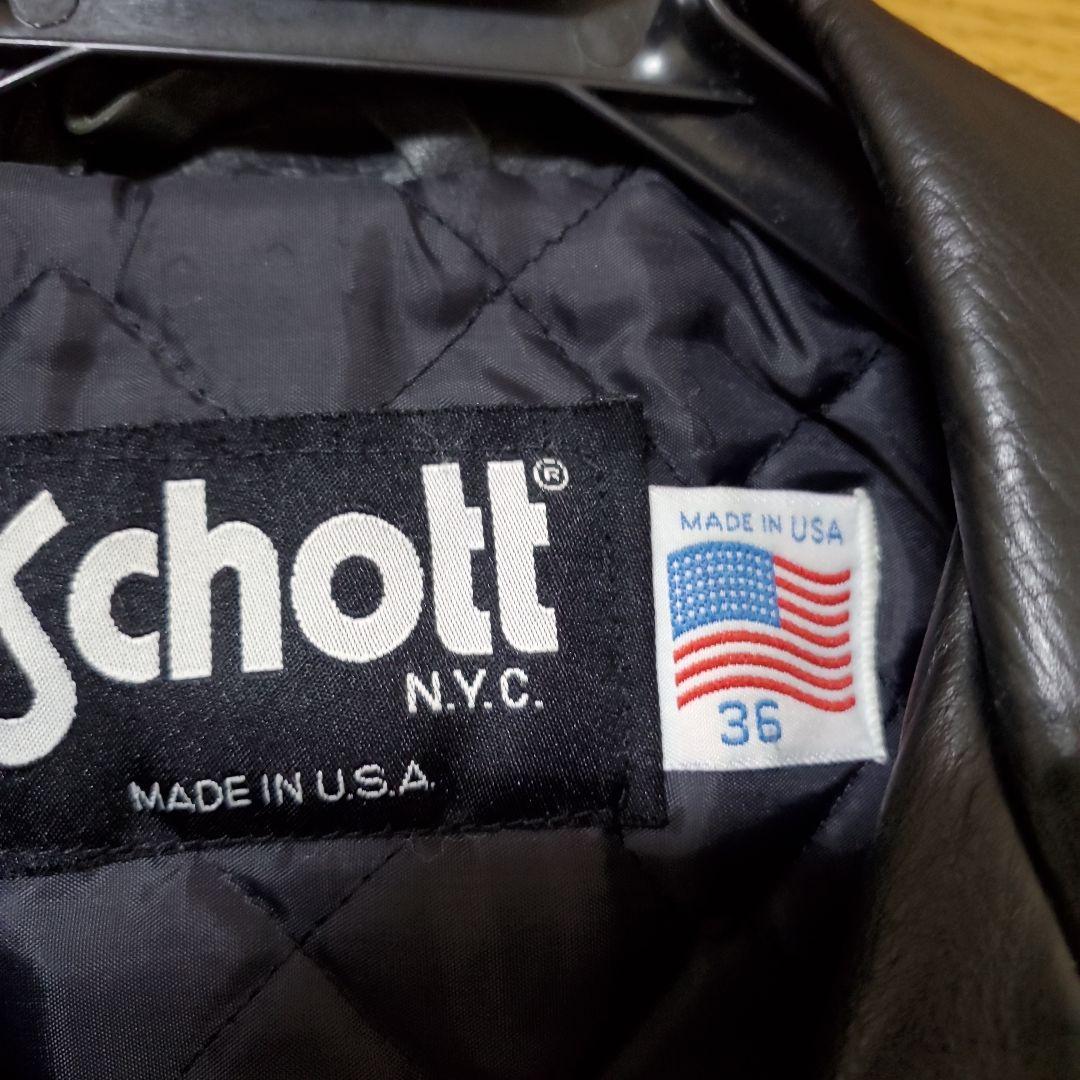 Schott®
N.Y.C.
MADE IN U.S.A.
MADE IN USA
36